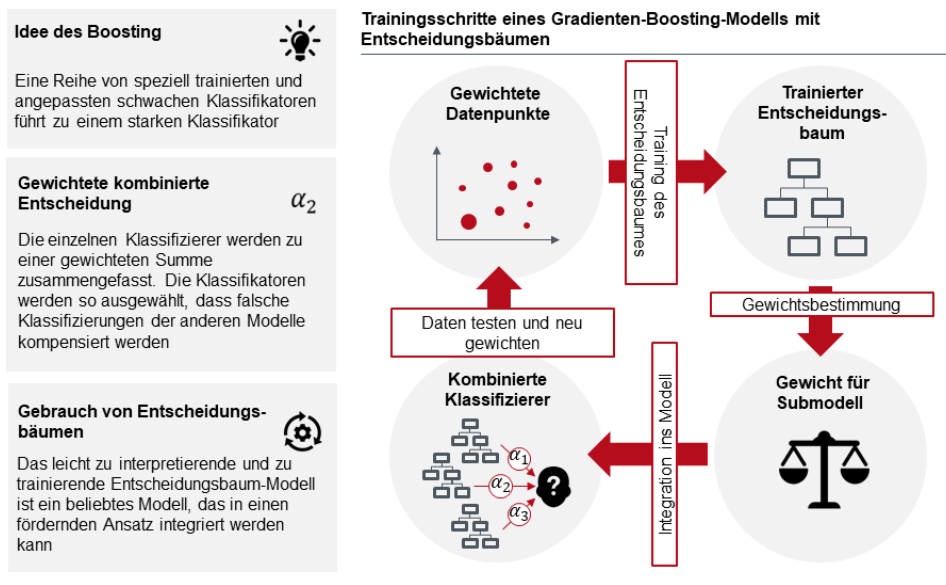 Idee des Boosting
Eine Reihe von speziell trainierten und
angepassten schwachen Klassifikatoren
führt zu einem starken Klassifikator
Gewichtete kombinierte
Entscheidung
α₂
Die einzelnen Klassifizierer werden zu
einer gewichteten Summe
zusammengefasst. Die Klassifikatoren
werden so ausgewählt, dass falsche
Klassifizierungen der anderen Modelle
kompensiert werden
Gebrauch von Entscheidungs-
bäumen
Das leicht zu interpretierende und zu
trainierende Entscheidungsbaum-Modell
ist ein beliebtes Modell, das in einen
fördernden Ansatz integriert werden
kann
Trainingsschritte eines Gradienten-Boosting-Modells mit
Entscheidungsbäumen
Gewichtete
Datenpunkte
Training des
Entscheidungsbaumes
Trainierter
Entscheidungs-
baum
Gewichtsbestimmung
Gewicht für
Submodell
Integration ins Modell
Kombinierte
Klassifizierer
α₁
α₂
α₃
?
Daten testen und neu
gewichten